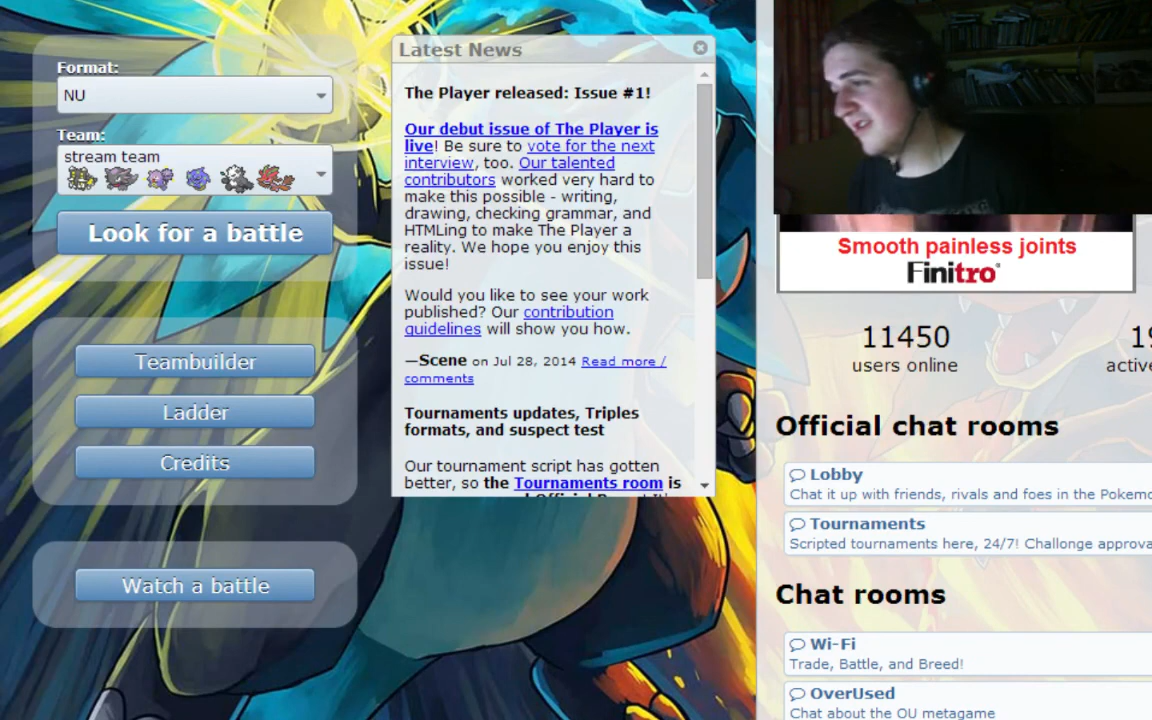 Format:
NU
Team:
stream team
Look for a battle
Teambuilder
Ladder
Credits
Watch a battle
Latest News
The Player released: Issue #1!
Our debut issue of The Player is
live! Be sure to vote for the next
interview, too. Our talented
contributors worked very hard to
make this possible - writing,
drawing, checking grammar, and
HTMLing to make The Player a
reality. We hope you enjoy this
issue!
Would you like to see your work
published? Our contribution
guidelines will show you how.
—Scene on Jul 28, 2014 Read more /
comments
Tournaments updates, Triples
formats, and suspect test
Our tournament script has gotten
better, so the Tournaments room is
Smooth painless joints
Finitro
11450
users online
active
Official chat rooms
Lobby
Chat it up with friends, rivals and foes in the Pokemo
Tournaments
Scripted tournaments here, 24/7! Challonge approva
Chat rooms
Wi-Fi
Trade, Battle, and Breed!
OverUsed
Chat about the OU metagame